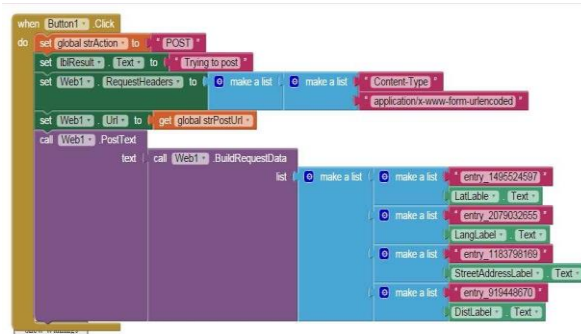 when Button1 .Click
do set global strAction to " POST "
set lblResult . Text to " Trying to post "
set Web1 . RequestHeaders to make a list make a list " Content-Type "
" application/x-www-form-urlencoded "
set Web1 . Url to get global strPostUrl
call Web1 .PostText
text call Web1 .BuildRequestData
list make a list make a list " entry_1495524597 "
LatLable . Text
make a list " entry_2079032655 "
LangLabel . Text
make a list " entry_1183798169 "
StreetAddressLabel . Text
make a list " entry_919448670 "
DistLabel . Text